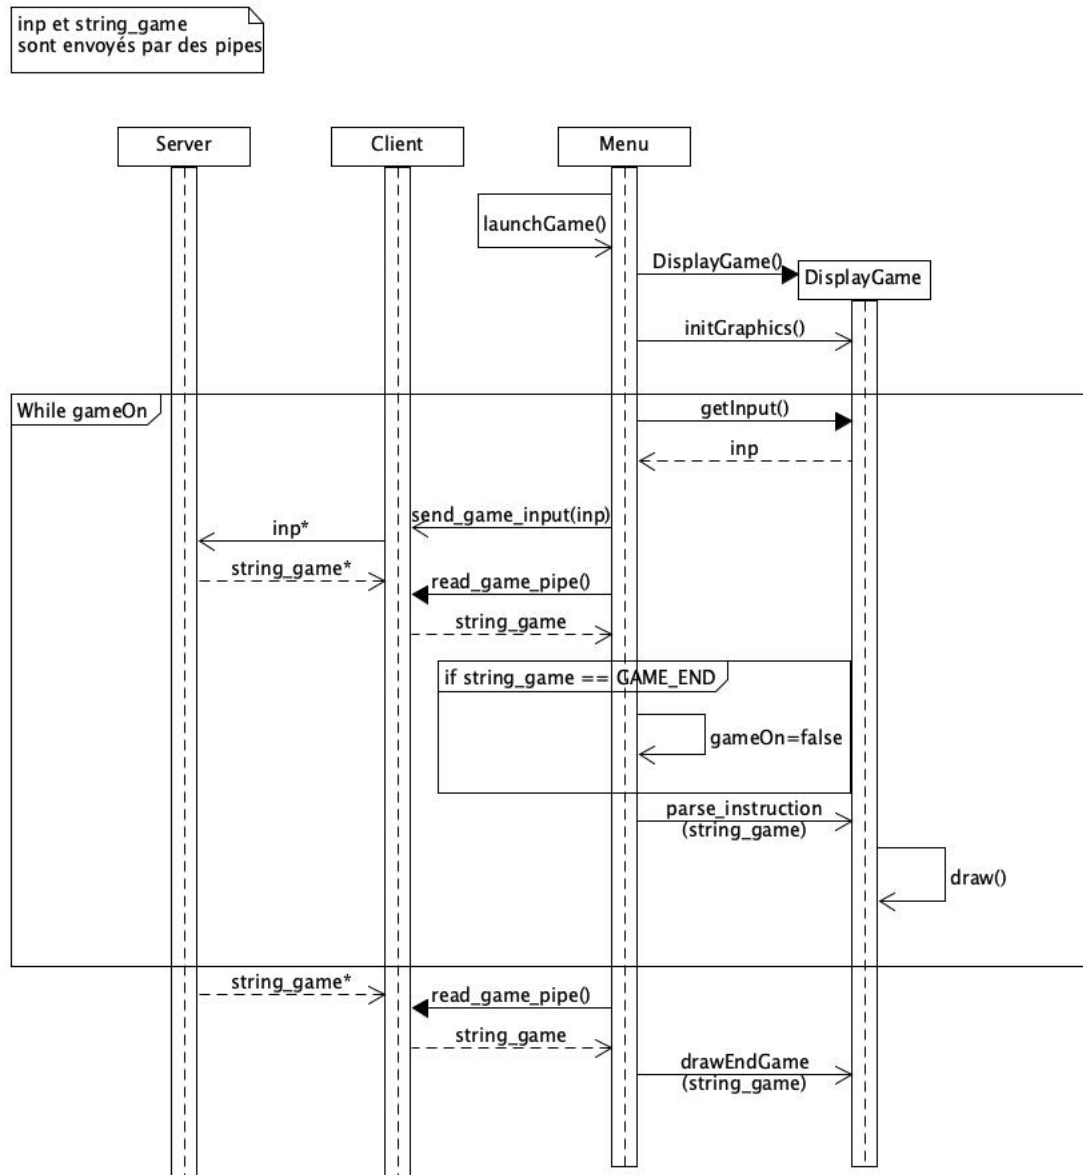 inp et string_game
sont envoyés par des pipes
Server
Client
Menu
launchGame()
DisplayGame()
DisplayGame
initGraphics()
While gameOn
getInput()
inp
send_game_input(inp)
inp*
string_game*
read_game_pipe()
string_game
if string_game == GAME_END
gameOn=false
parse_instruction
(string_game)
draw()
string_game*
read_game_pipe()
string_game
drawEndGame
(string_game)